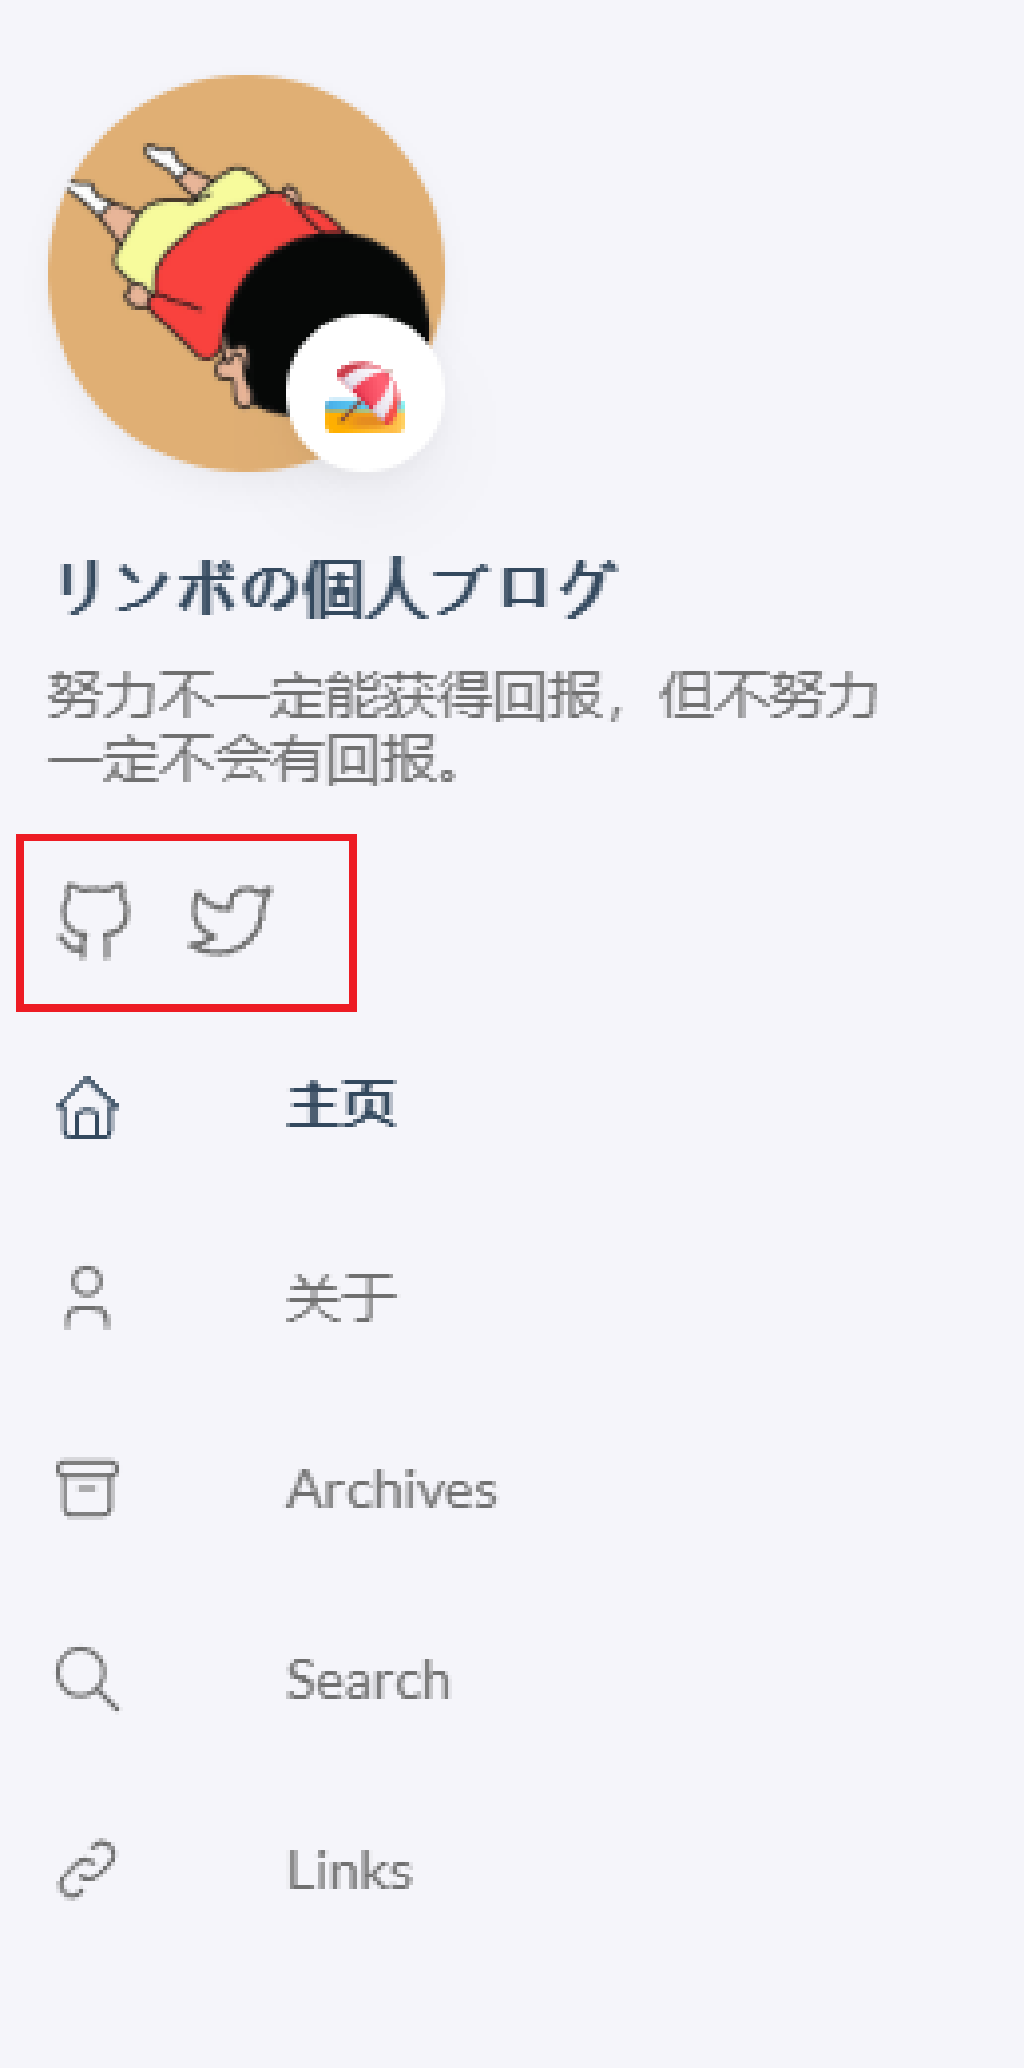 リンボの個人ブログ
努力不一定能获得回报，但不努力
一定不会有回报。
主页
关于
Archives
Search
Links